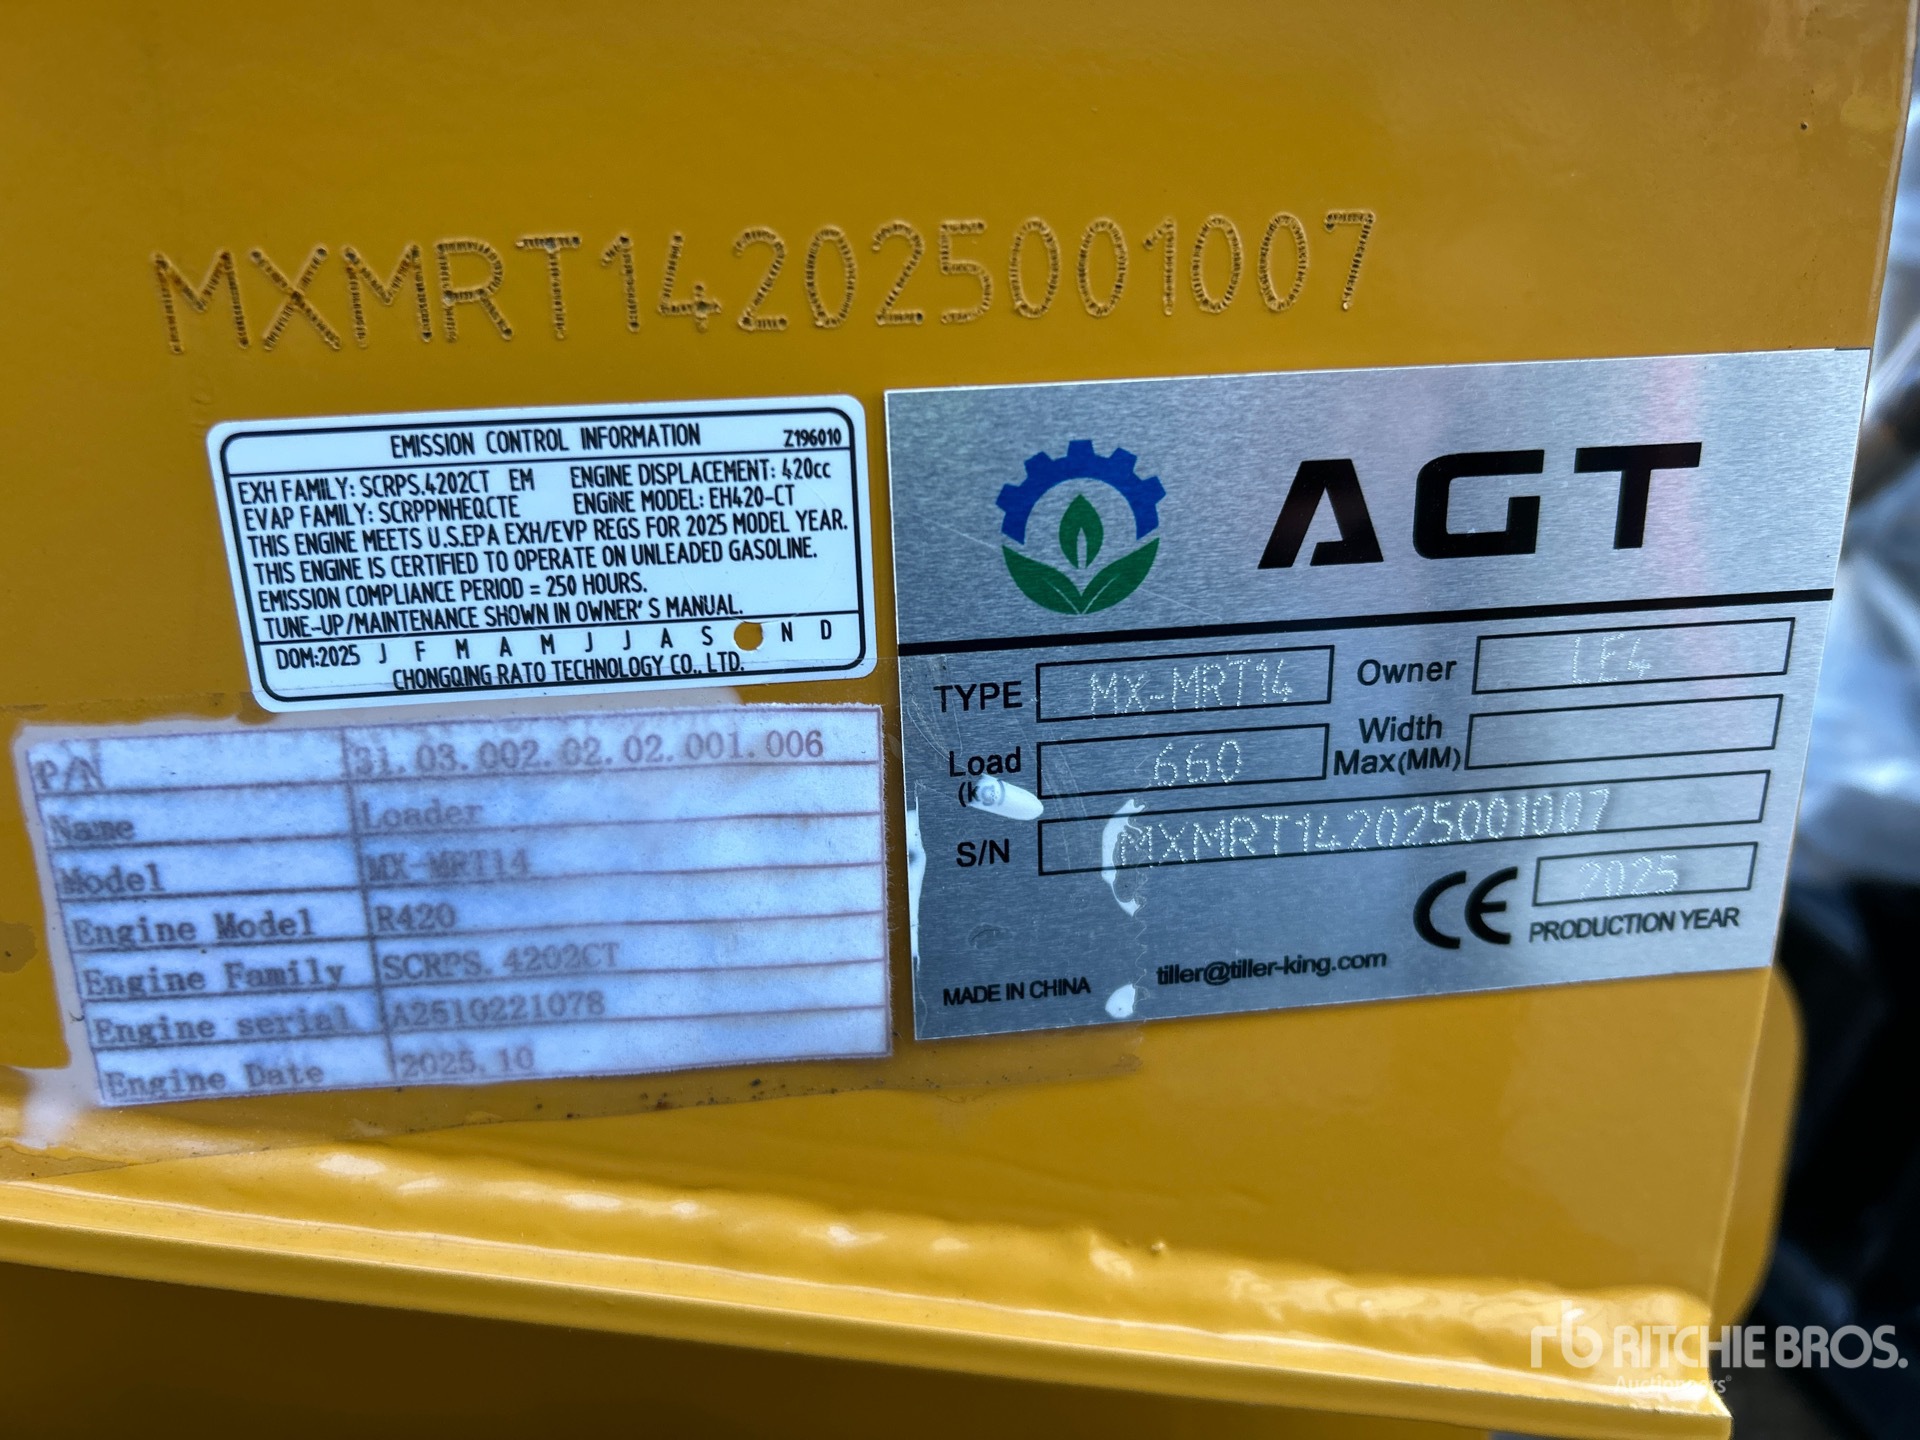 MXMRT142025001007
EMISSION CONTROL INFORMATION Z196010
EXH FAMILY: SCRPS.4202CT EM ENGINE DISPLACEMENT: 420cc
EVAP FAMILY: SCRPPNHEQCTE ENGINE MODEL: EH420-CT
THIS ENGINE MEETS U.S.EPA EXH/EVP REGS FOR 2025 MODEL YEAR.
THIS ENGINE IS CERTIFIED TO OPERATE ON UNLEADED GASOLINE.
EMISSION COMPLIANCE PERIOD = 250 HOURS.
TUNE-UP/MAINTENANCE SHOWN IN OWNER'S MANUAL.
DOM:2025 J F M A M J J A S N D
CHONGQING RATO TECHNOLOGY CO., LTD.
AGT
TYPE MX-MRT14 Owner LE4
Load (kg) 660 Width Max(MM)
S/N MXMRT142025001007
CE 2025
PRODUCTION YEAR
MADE IN CHINA tiller@tiller-king.com
P/N 31.03.002.02.02.001.006
Name Loader
Model MX-MRT14
Engine Model R420
Engine Family SCRPS.4202CT
Engine serial A2510221078
Engine Date 2025.10
rb RITCHIE BROS.
Auctioneers